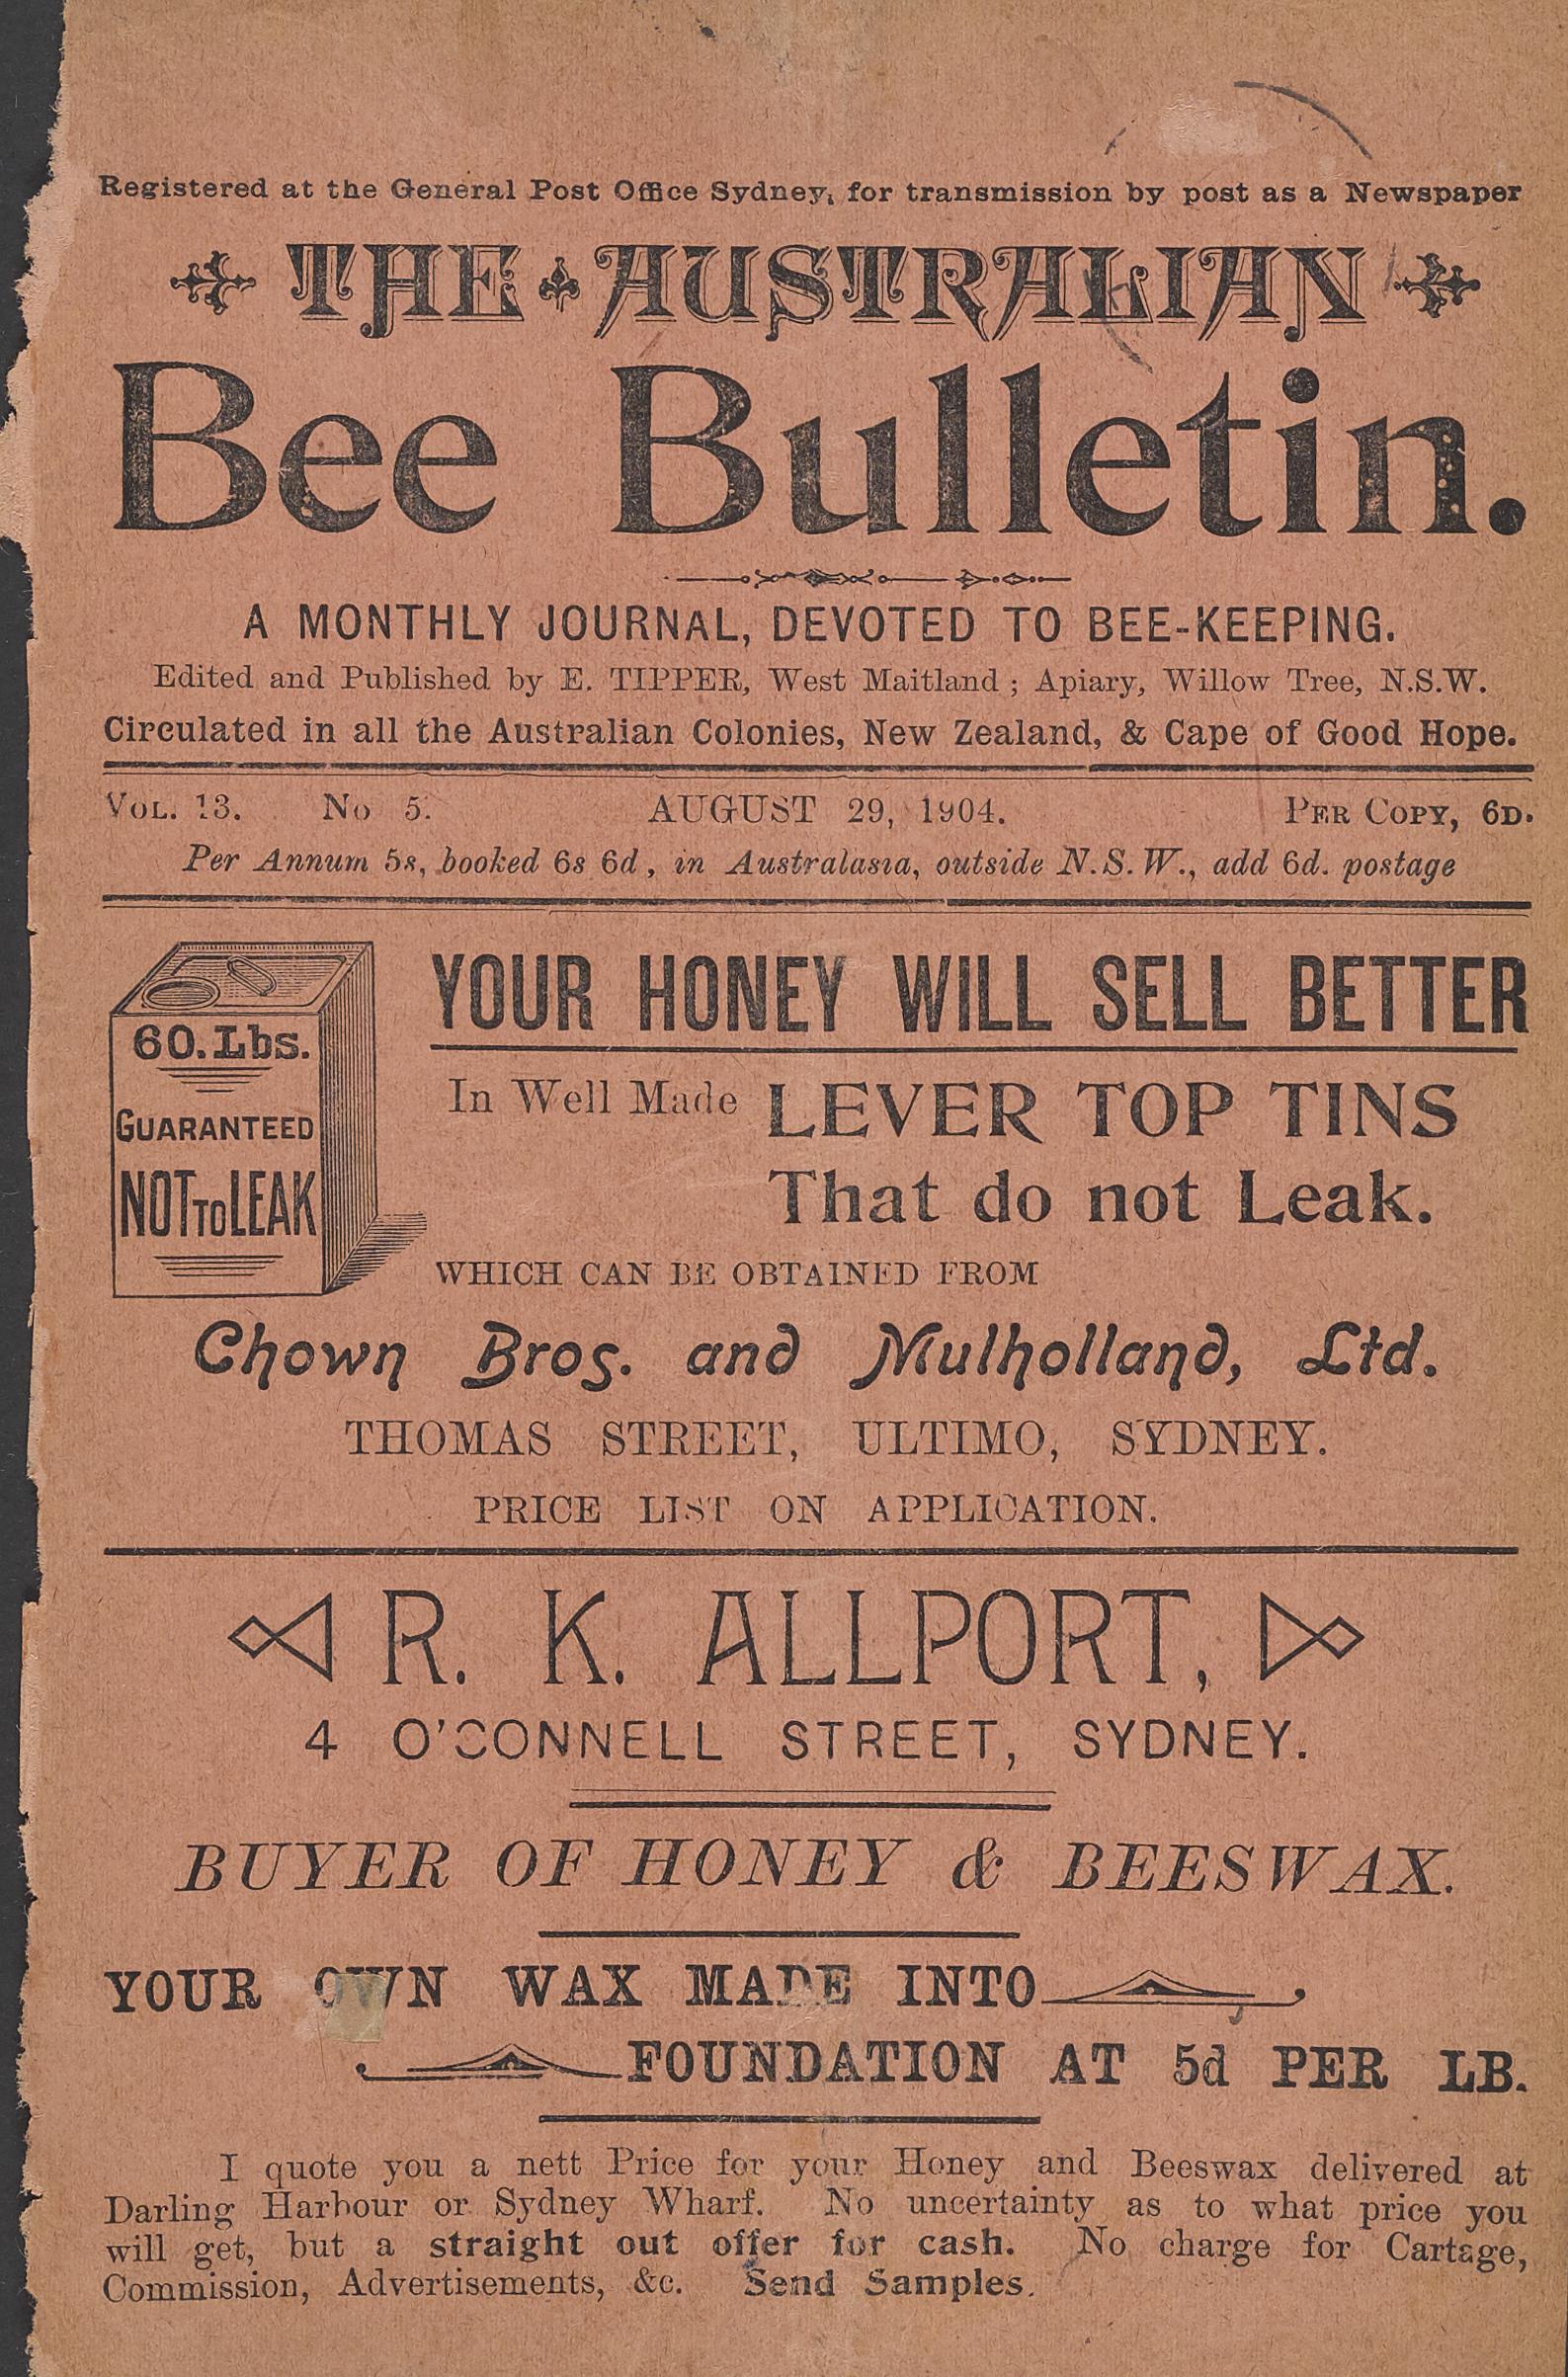 Registered at the General Post Office Sydney, for transmission by post as a Newspaper
THE AUSTRALIAN
Bee Bulletin.
A MONTHLY JOURNAL, DEVOTED TO BEE-KEEPING.
Edited and Published by E. TIPPER, West Maitland ; Apiary, Willow Tree, N.S.W.
Circulated in all the Australian Colonies, New Zealand, & Cape of Good Hope.
VOL. 13. No 5. AUGUST 29, 1904. PER COPY, 6D.
Per Annum 5s, booked 6s 6d, in Australasia, outside N.S.W., add 6d. postage
60.Lbs.
GUARANTEED
NOT TO LEAK
YOUR HONEY WILL SELL BETTER
In Well Made LEVER TOP TINS
That do not Leak.
WHICH CAN BE OBTAINED FROM
Chown Bros. and Mulholland, Ltd.
THOMAS STREET, ULTIMO, SYDNEY.
PRICE LIST ON APPLICATION.
R. K. ALLPORT,
4 O'CONNELL STREET, SYDNEY.
BUYER OF HONEY & BEESWAX.
YOUR OWN WAX MADE INTO
FOUNDATION AT 5d PER LB.
I quote you a nett Price for your Honey and Beeswax delivered at
Darling Harbour or Sydney Wharf. No uncertainty as to what price you
will get, but a straight out offer for cash. No charge for Cartage,
Commission, Advertisements, &c. Send Samples.